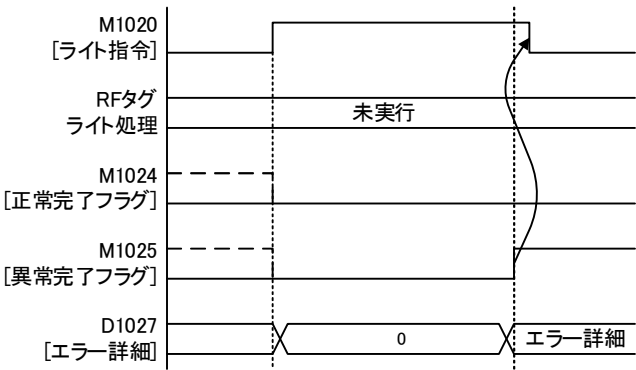 M1020
[ライト指令]
RFタグ
ライト処理
未実行
M1024
[正常完了フラグ]
M1025
[異常完了フラグ]
D1027
[エラー詳細]
0
エラー詳細